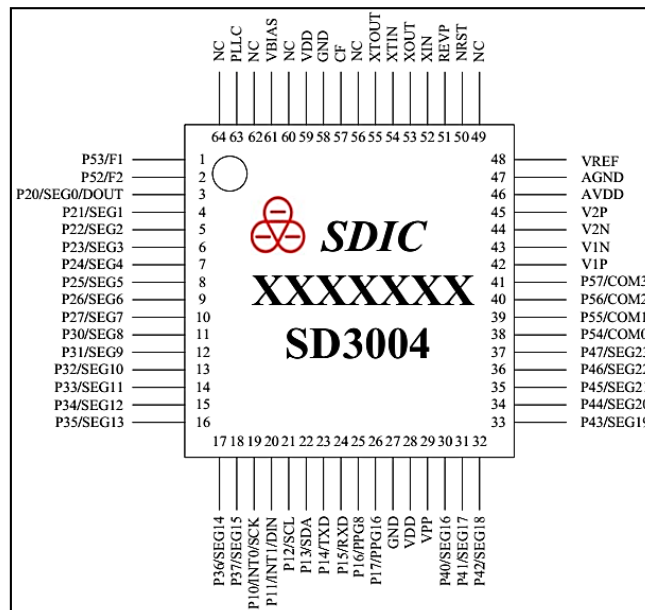 NC PLLC NC VBIAS NC VDD GND CF NC XTOUT XTIN XOUT XIN REVP NRST NC
64 63 62 61 60 59 58 57 56 55 54 53 52 51 50 49
P53/F1 1 48 VREF
P52/F2 2 47 AGND
P20/SEG0/DOUT 3 46 AVDD
P21/SEG1 4 45 V2P
P22/SEG2 5 44 V2N
P23/SEG3 6 43 V1N
P24/SEG4 7 42 V1P
P25/SEG5 8 41 P57/COM3
P26/SEG6 9 40 P56/COM2
P27/SEG7 10 39 P55/COM1
P30/SEG8 11 38 P54/COM0
P31/SEG9 12 37 P47/SEG23
P32/SEG10 13 36 P46/SEG22
P33/SEG11 14 35 P45/SEG21
P34/SEG12 15 34 P44/SEG20
P35/SEG13 16 33 P43/SEG19
SDIC
XXXXXXX
SD3004
17 18 19 20 21 22 23 24 25 26 27 28 29 30 31 32
P36/SEG14 P37/SEG15 P10/INT0/SCK P11/INT1/DIN P12/SCL P13/SDA P14/TXD P15/RXD P16/PPG8 P17/PPG16 GND VDD VPP P40/SEG16 P41/SEG17 P42/SEG18